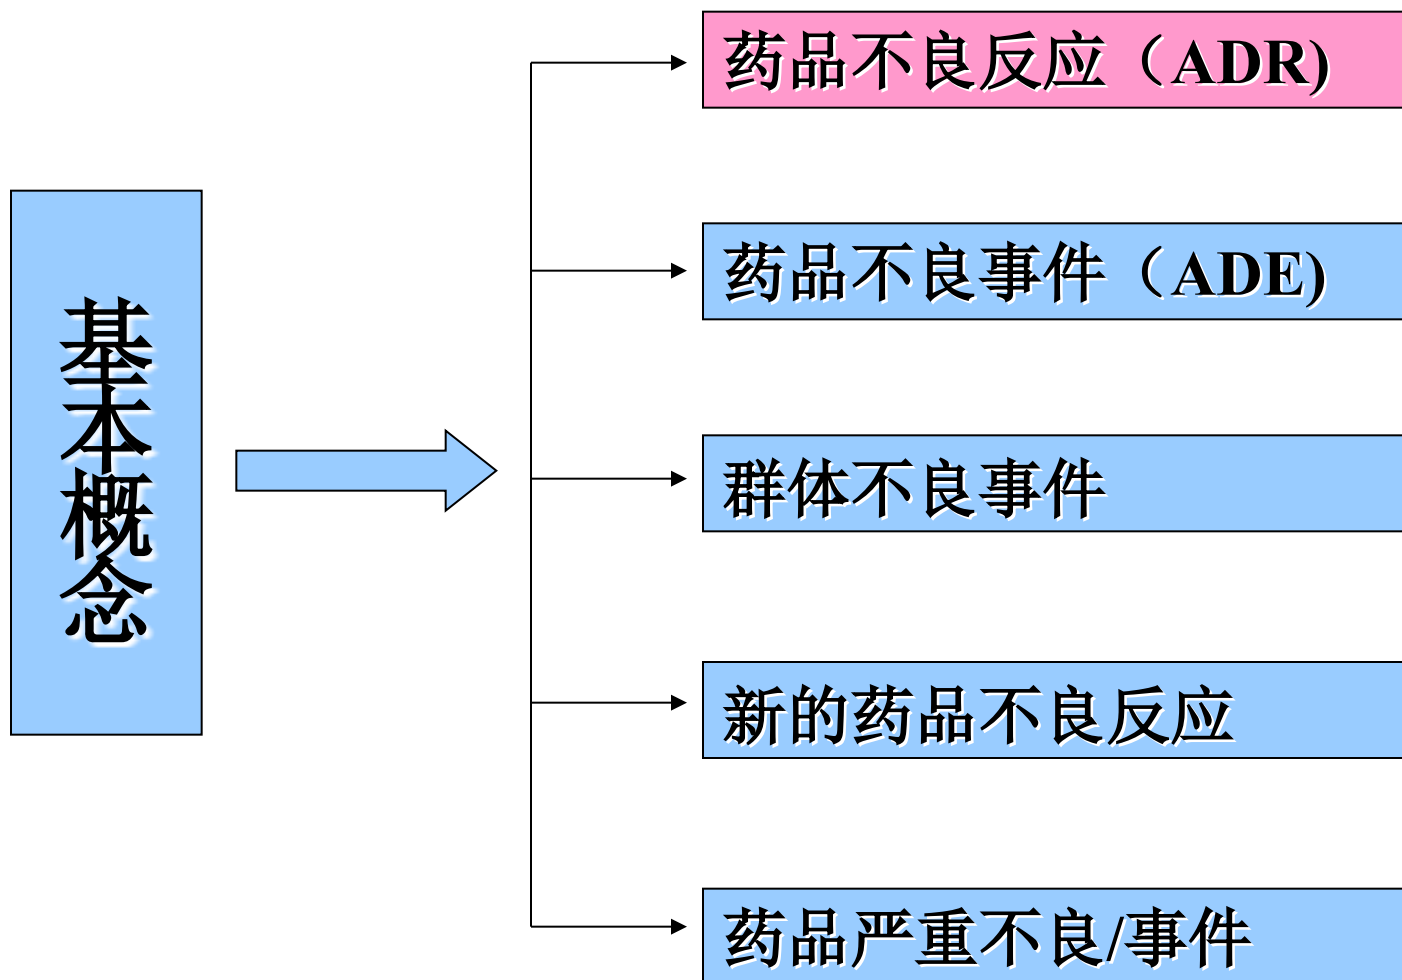 基本概念
药品不良反应（ADR)
药品不良事件（ADE)
群体不良事件
新的药品不良反应
药品严重不良/事件